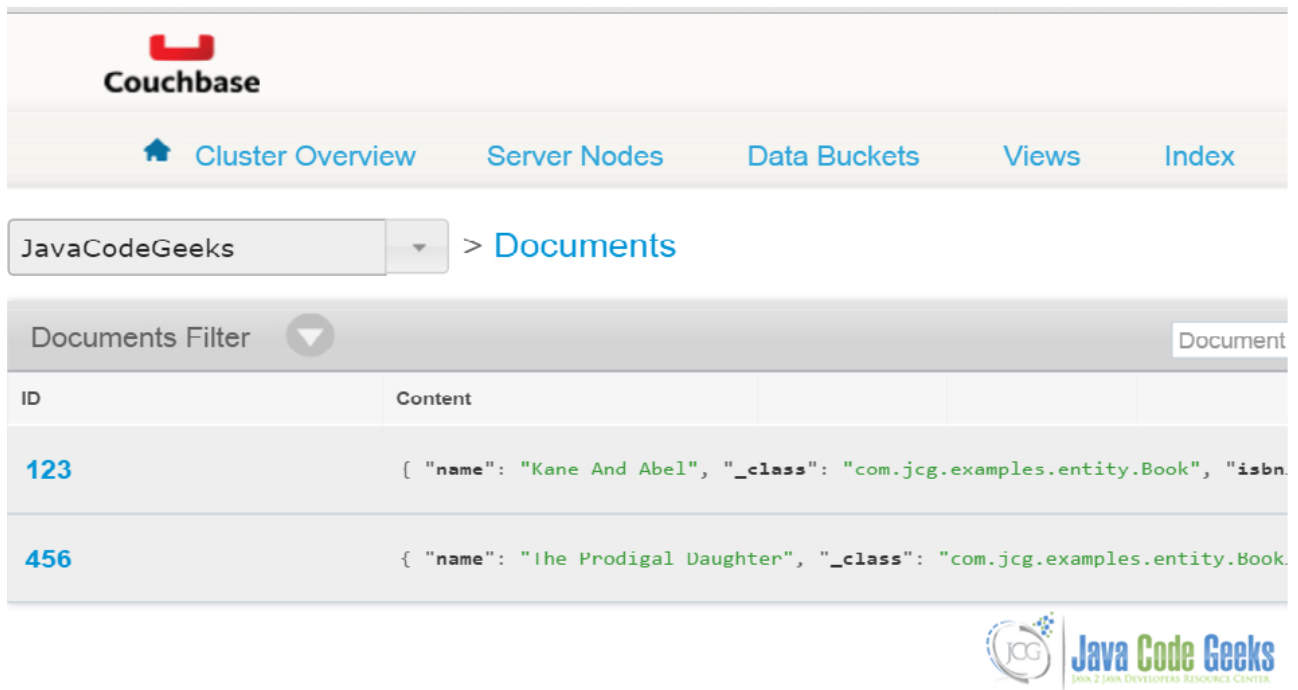 Couchbase
Cluster Overview Server Nodes Data Buckets Views Index
JavaCodeGeeks > Documents
Documents Filter Document
ID Content
123 { "name": "Kane And Abel", "_class": "com.jcg.examples.entity.Book", "isbn.
456 { "name": "The Prodigal Daughter", "_class": "com.jcg.examples.entity.Book.
JCG Java Code Geeks
JAVA 2 JAVA DEVELOPERS RESOURCE CENTER